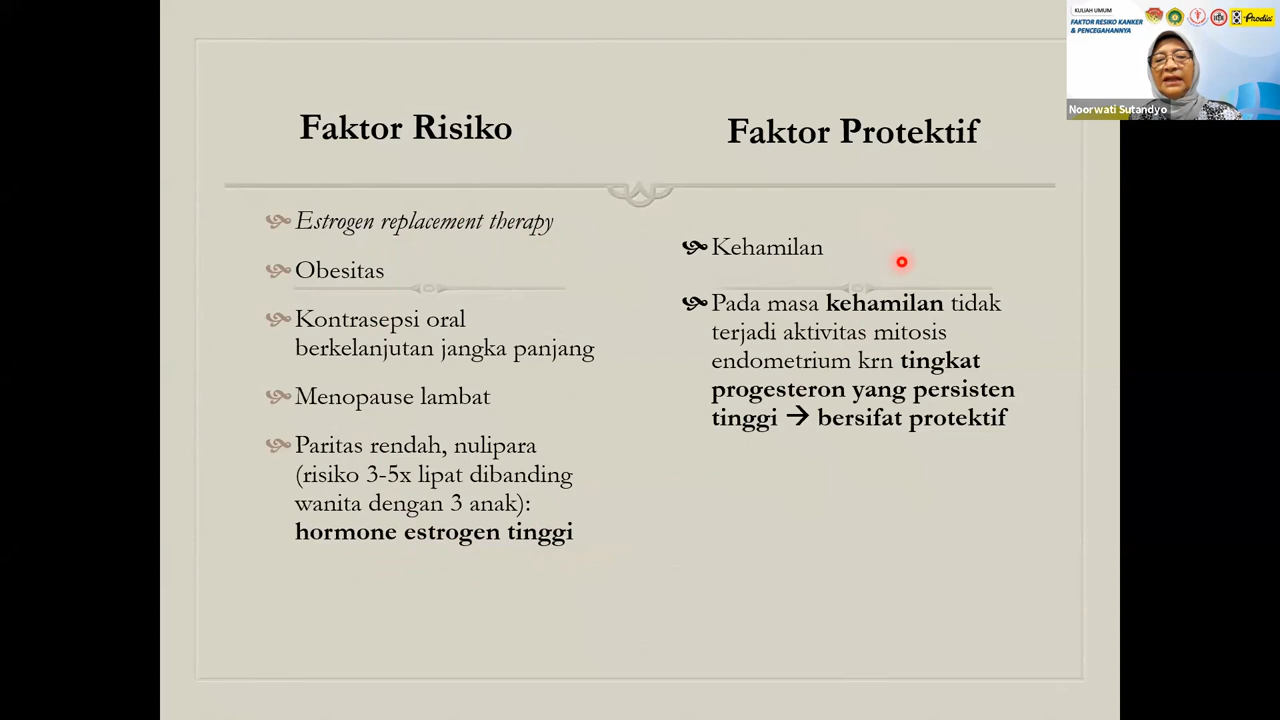 Faktor Risiko
Estrogen replacement therapy
Obesitas
Kontrasepsi oral
berkelanjutan jangka panjang
Menopause lambat
Paritas rendah, nulipara
(risiko 3-5x lipat dibanding
wanita dengan 3 anak):
hormone estrogen tinggi
Faktor Protektif
Kehamilan
Pada masa kehamilan tidak
terjadi aktivitas mitosis
endometrium krn tingkat
progesteron yang persisten
tinggi → bersifat protektif
KULIAH UMUM
FAKTOR RESIKO KANKER
& PENCEGAHANNYA
Prodia
Noorwati Sutandyo